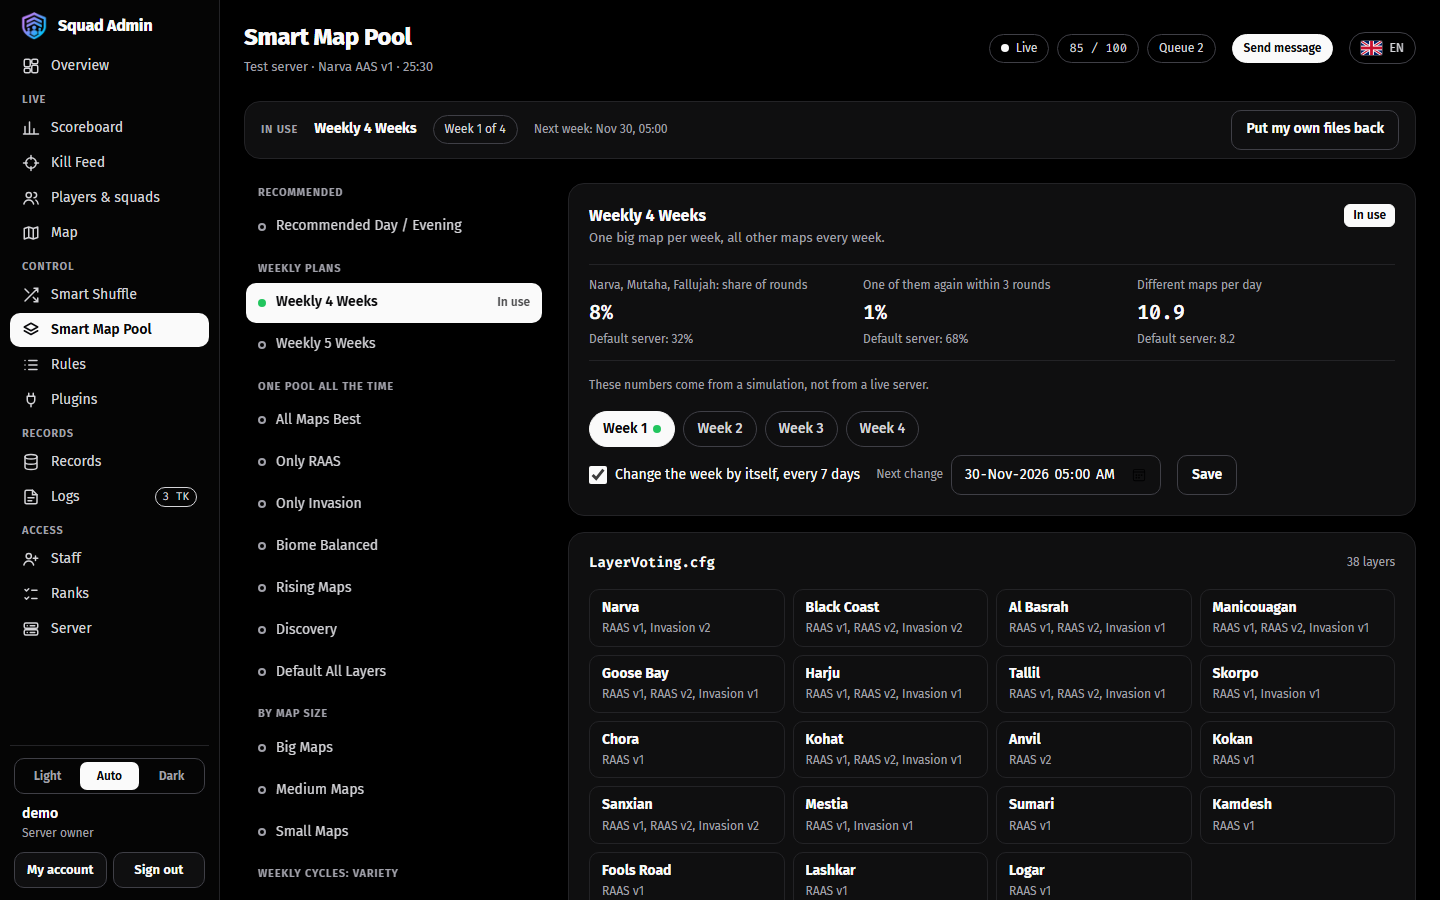 Squad Admin
Overview
LIVE
Scoreboard
Kill Feed
Players & squads
Map
CONTROL
Smart Shuffle
Smart Map Pool
Rules
Plugins
RECORDS
Records
Logs
3 TK
ACCESS
Staff
Ranks
Server
Light
Auto
Dark
demo
Server owner
My account
Sign out
Smart Map Pool
Test server · Narva AAS v1 · 25:30
Live
85 / 100
Queue 2
Send message
EN
IN USE
Weekly 4 Weeks
Week 1 of 4
Next week: Nov 30, 05:00
Put my own files back
RECOMMENDED
Recommended Day / Evening
WEEKLY PLANS
Weekly 4 Weeks
In use
Weekly 5 Weeks
ONE POOL ALL THE TIME
All Maps Best
Only RAAS
Only Invasion
Biome Balanced
Rising Maps
Discovery
Default All Layers
BY MAP SIZE
Big Maps
Medium Maps
Small Maps
WEEKLY CYCLES: VARIETY
Weekly 4 Weeks
In use
One big map per week, all other maps every week.
Narva, Mutaha, Fallujah: share of rounds
8%
Default server: 32%
One of them again within 3 rounds
1%
Default server: 68%
Different maps per day
10.9
Default server: 8.2
These numbers come from a simulation, not from a live server.
Week 1
Week 2
Week 3
Week 4
Change the week by itself, every 7 days
Next change
30-Nov-2026 05:00 AM
Save
LayerVoting.cfg
38 layers
Narva
RAAS v1, Invasion v2
Black Coast
RAAS v1, RAAS v2, Invasion v2
Al Basrah
RAAS v1, RAAS v2, Invasion v1
Manicouagan
RAAS v1, RAAS v2, Invasion v1
Goose Bay
RAAS v1, RAAS v2, Invasion v1
Harju
RAAS v1, RAAS v2, Invasion v1
Tallil
RAAS v1, RAAS v2, Invasion v1
Skorpo
RAAS v1, Invasion v1
Chora
RAAS v1
Kohat
RAAS v1, RAAS v2, Invasion v1
Anvil
RAAS v2
Kokan
RAAS v1
Sanxian
RAAS v1, RAAS v2, Invasion v2
Mestia
RAAS v1, Invasion v1
Sumari
RAAS v1
Kamdesh
RAAS v1
Fools Road
RAAS v1
Lashkar
RAAS v1
Logar
RAAS v1